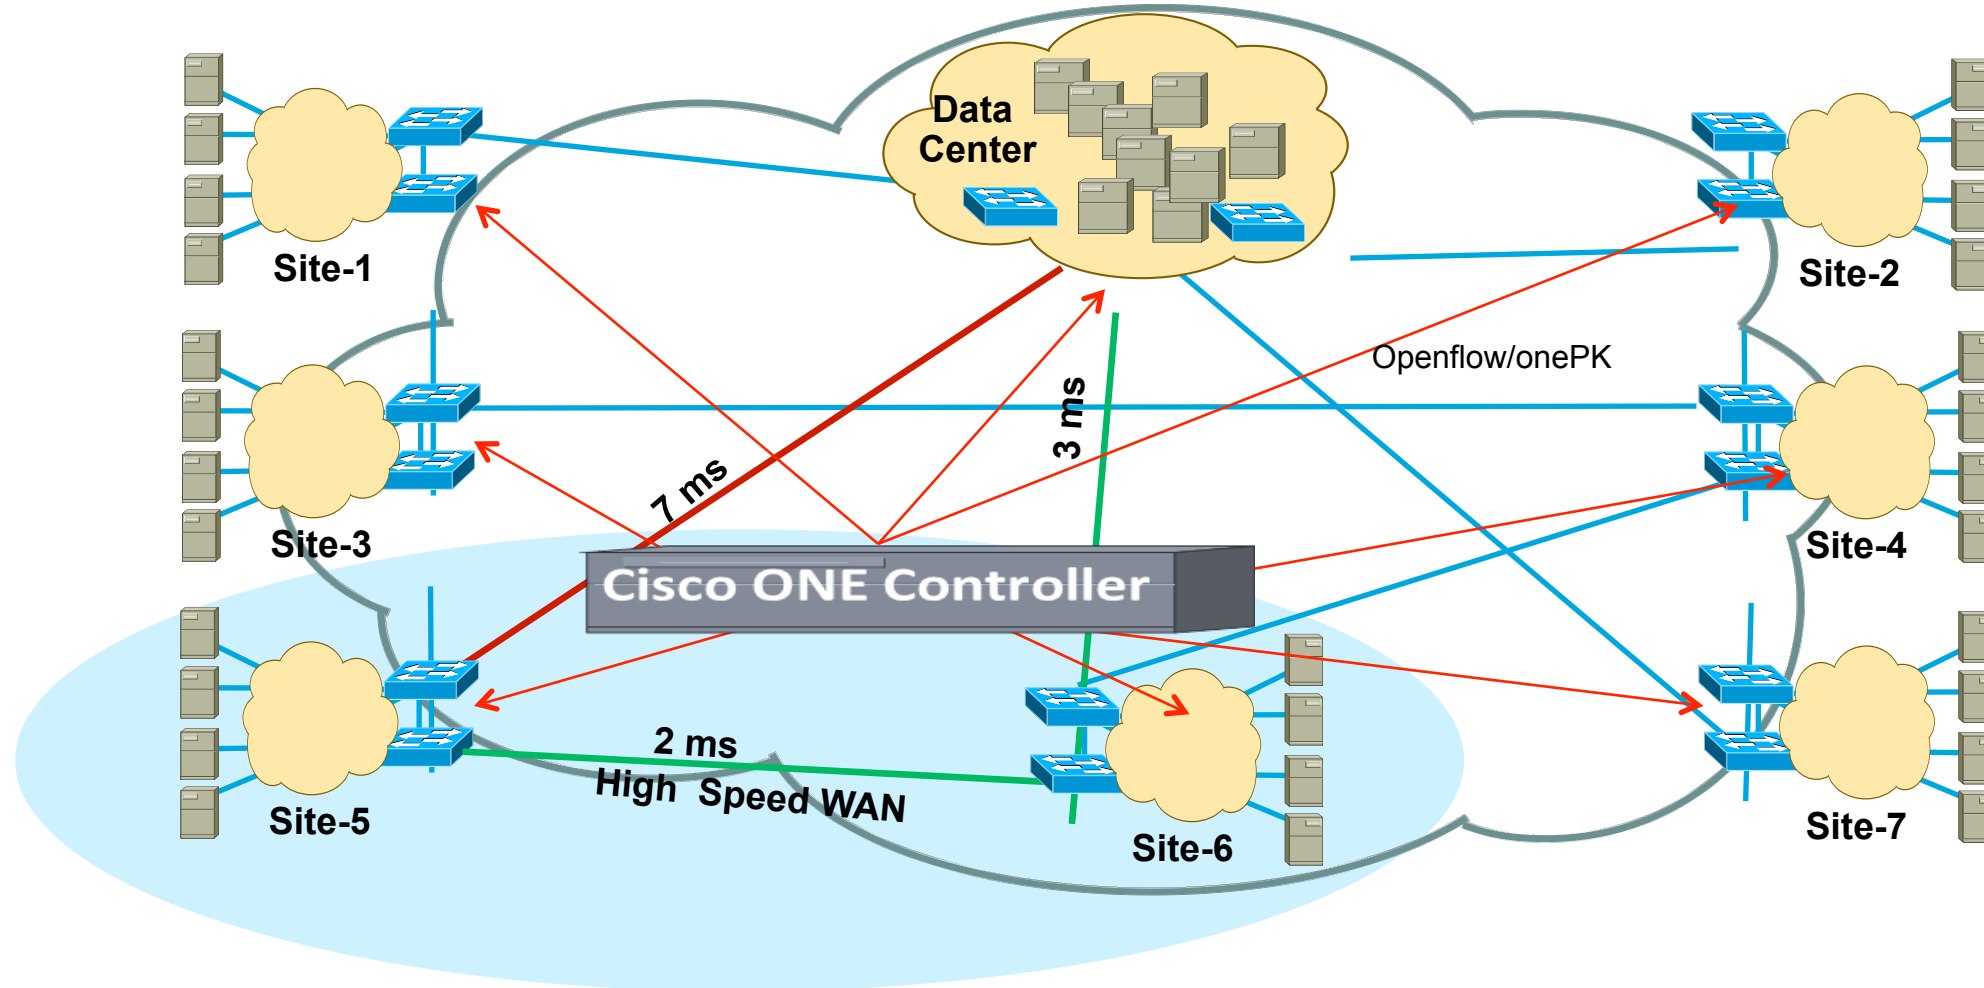 Data
Center
Site-1
Site-2
Openflow/onePK
3 ms
7 ms
Site-3
Site-4
Cisco ONE Controller
2 ms
High Speed WAN
Site-5
Site-6
Site-7